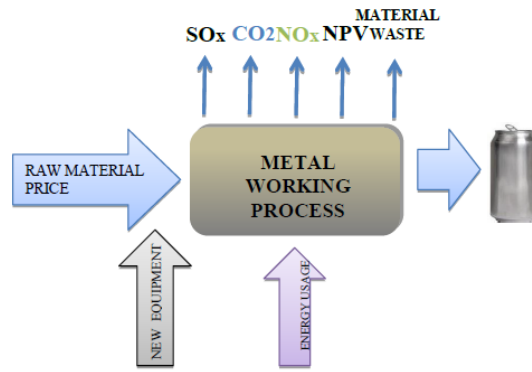 SOx CO2 NOx NPV MATERIAL
WASTE
RAW MATERIAL
PRICE
METAL
WORKING
PROCESS
NEW EQUIPMENT
ENERGY USAGE